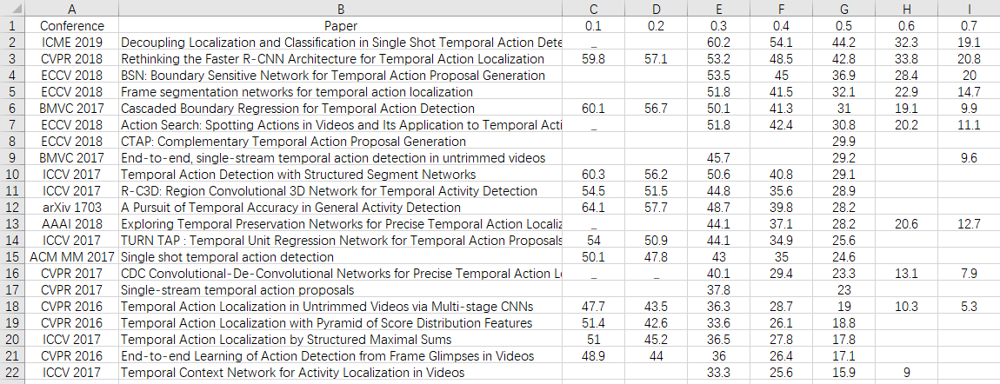 A B C D E F G H I
1 Conference Paper 0.1 0.2 0.3 0.4 0.5 0.6 0.7
2 ICME 2019 Decoupling Localization and Classification in Single Shot Temporal Action Dete _ 60.2 54.1 44.2 32.3 19.1
3 CVPR 2018 Rethinking the Faster R-CNN Architecture for Temporal Action Localization 59.8 57.1 53.2 48.5 42.8 33.8 20.8
4 ECCV 2018 BSN: Boundary Sensitive Network for Temporal Action Proposal Generation 53.5 45 36.9 28.4 20
5 ECCV 2018 Frame segmentation networks for temporal action localization 51.8 41.5 32.1 22.9 14.7
6 BMVC 2017 Cascaded Boundary Regression for Temporal Action Detection 60.1 56.7 50.1 41.3 31 19.1 9.9
7 ECCV 2018 Action Search: Spotting Actions in Videos and Its Application to Temporal Acti _ 51.8 42.4 30.8 20.2 11.1
8 ECCV 2018 CTAP: Complementary Temporal Action Proposal Generation 29.9
9 BMVC 2017 End-to-end, single-stream temporal action detection in untrimmed videos 45.7 29.2 9.6
10 ICCV 2017 Temporal Action Detection with Structured Segment Networks 60.3 56.2 50.6 40.8 29.1
11 ICCV 2017 R-C3D: Region Convolutional 3D Network for Temporal Activity Detection 54.5 51.5 44.8 35.6 28.9
12 arXiv 1703 A Pursuit of Temporal Accuracy in General Activity Detection 64.1 57.7 48.7 39.8 28.2
13 AAAI 2018 Exploring Temporal Preservation Networks for Precise Temporal Action Localiz _ 44.1 37.1 28.2 20.6 12.7
14 ICCV 2017 TURN TAP : Temporal Unit Regression Network for Temporal Action Proposals 54 50.9 44.1 34.9 25.6
15 ACM MM 2017 Single shot temporal action detection 50.1 47.8 43 35 24.6
16 CVPR 2017 CDC Convolutional-De-Convolutional Networks for Precise Temporal Action L _ _ 40.1 29.4 23.3 13.1 7.9
17 CVPR 2017 Single-stream temporal action proposals 37.8 23
18 CVPR 2016 Temporal Action Localization in Untrimmed Videos via Multi-stage CNNs 47.7 43.5 36.3 28.7 19 10.3 5.3
19 CVPR 2016 Temporal Action Localization with Pyramid of Score Distribution Features 51.4 42.6 33.6 26.1 18.8
20 ICCV 2017 Temporal Action Localization by Structured Maximal Sums 51 45.2 36.5 27.8 17.8
21 CVPR 2016 End-to-end Learning of Action Detection from Frame Glimpses in Videos 48.9 44 36 26.4 17.1
22 ICCV 2017 Temporal Context Network for Activity Localization in Videos 33.3 25.6 15.9 9